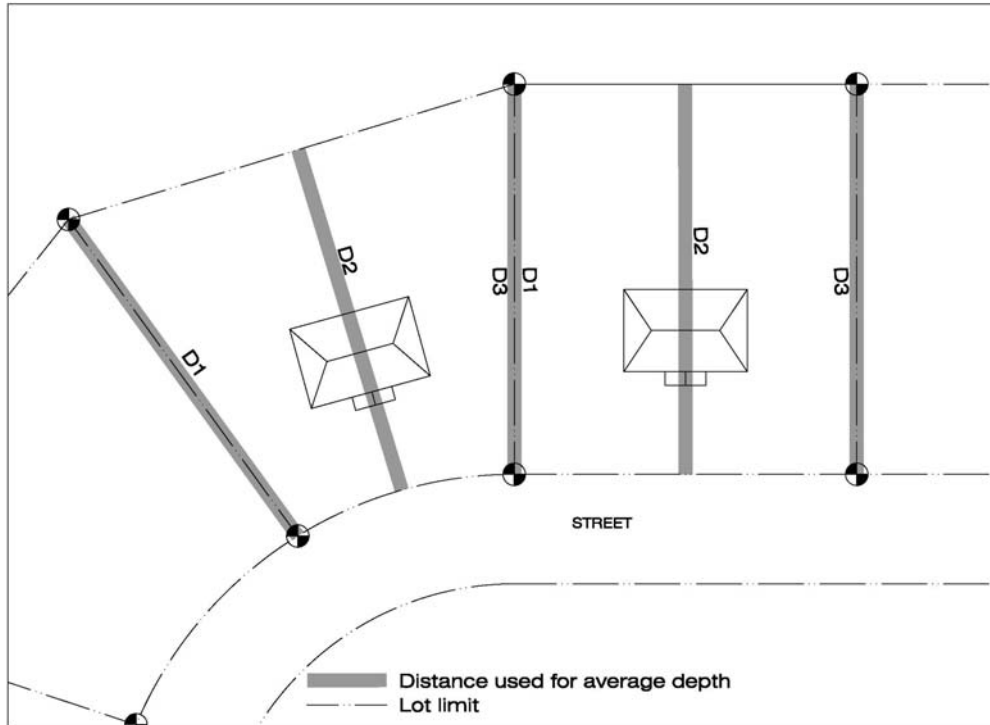 D2
D1
D3
D1
D2
D3
STREET
Distance used for average depth
Lot limit